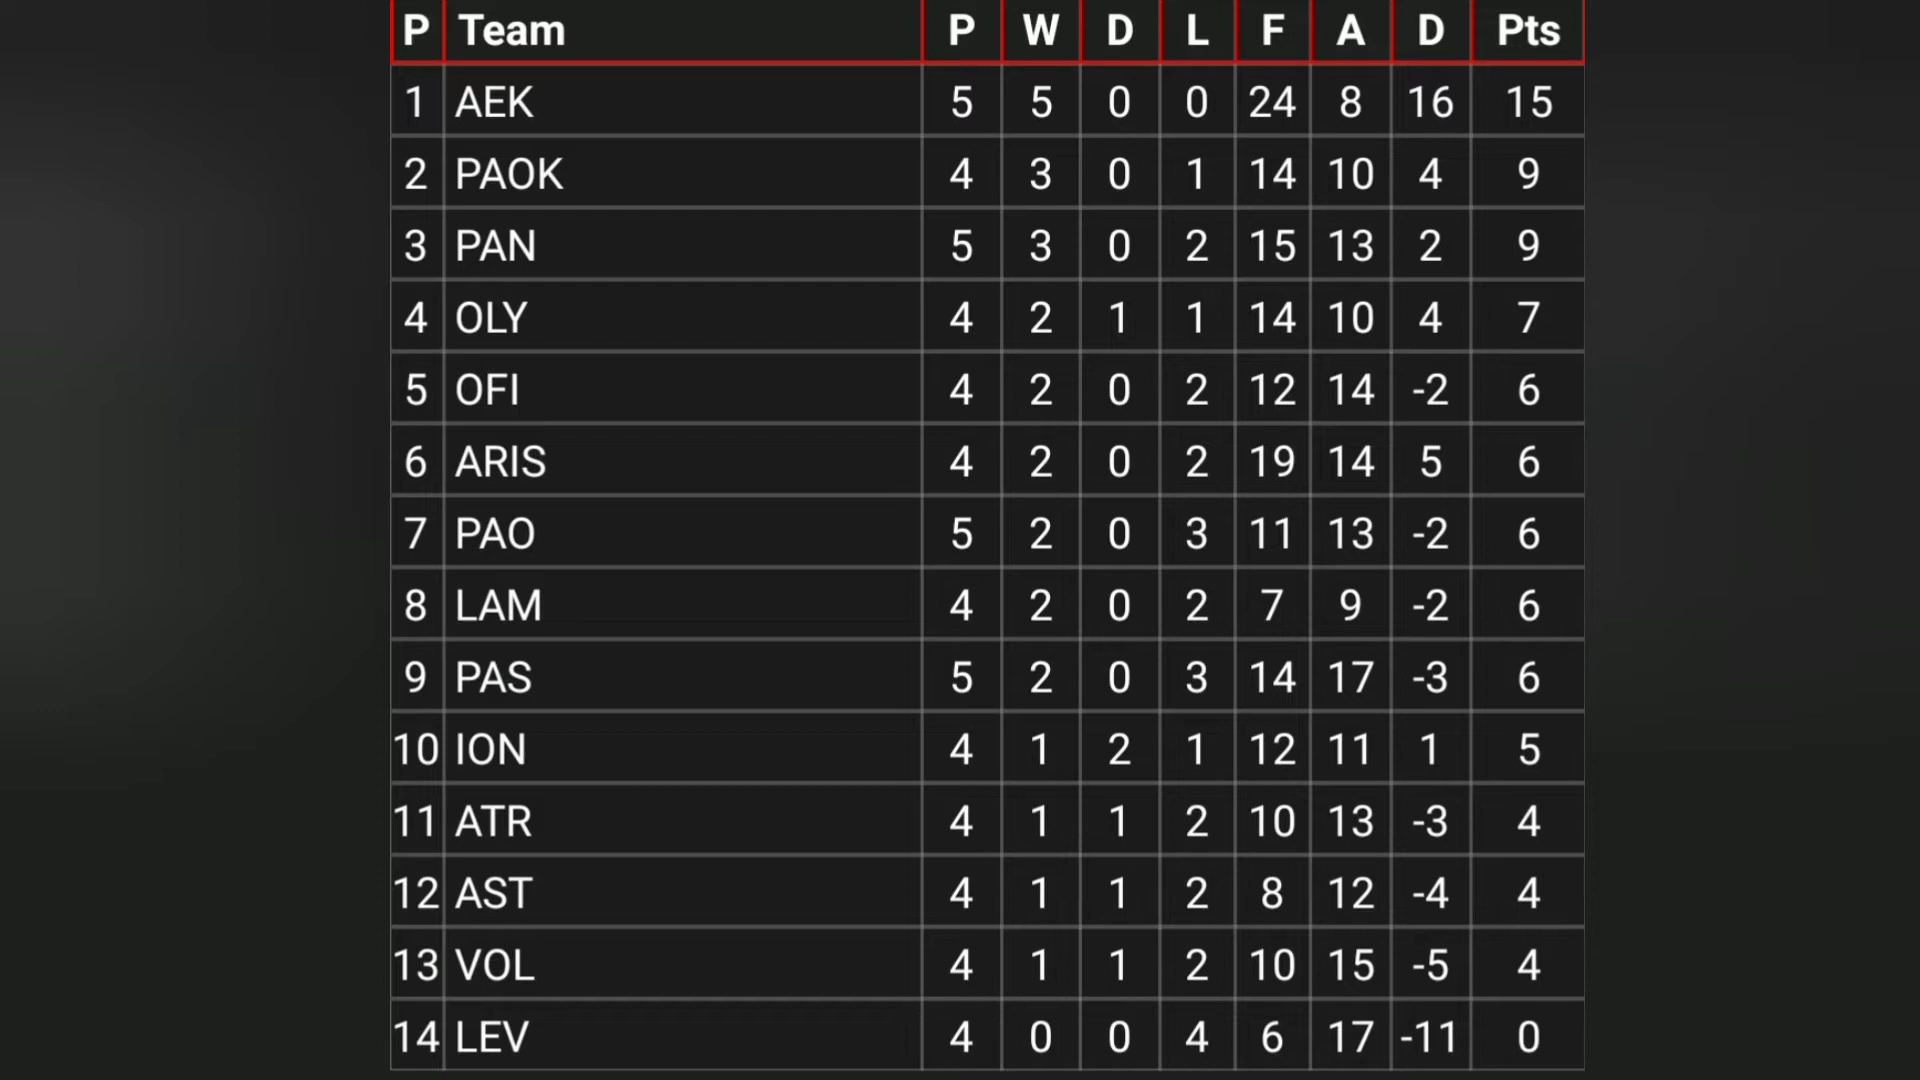 P Team P W D L F A D Pts
1 AEK 5 5 0 0 24 8 16 15
2 PAOK 4 3 0 1 14 10 4 9
3 PAN 5 3 0 2 15 13 2 9
4 OLY 4 2 1 1 14 10 4 7
5 OFI 4 2 0 2 12 14 -2 6
6 ARIS 4 2 0 2 19 14 5 6
7 PAO 5 2 0 3 11 13 -2 6
8 LAM 4 2 0 2 7 9 -2 6
9 PAS 5 2 0 3 14 17 -3 6
10 ION 4 1 2 1 12 11 1 5
11 ATR 4 1 1 2 10 13 -3 4
12 AST 4 1 1 2 8 12 -4 4
13 VOL 4 1 1 2 10 15 -5 4
14 LEV 4 0 0 4 6 17 -11 0